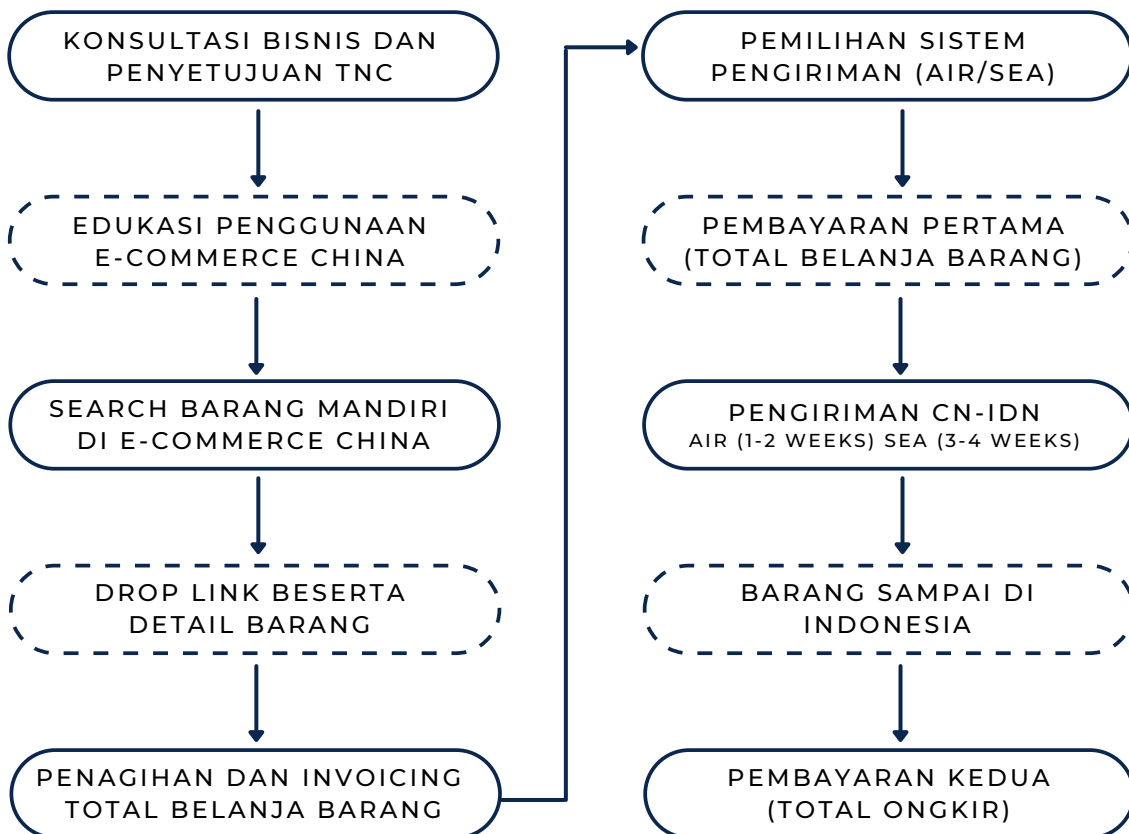 KONSULTASI BISNIS DAN
PENYETUJUAN TNC
EDUKASI PENGGUNAAN
E-COMMERCE CHINA
SEARCH BARANG MANDIRI
DI E-COMMERCE CHINA
DROP LINK BESERTA
DETAIL BARANG
PENAGIHAN DAN INVOICING
TOTAL BELANJA BARANG
PEMILIHAN SISTEM
PENGIRIMAN (AIR/SEA)
PEMBAYARAN PERTAMA
(TOTAL BELANJA BARANG)
PENGIRIMAN CN-IDN
AIR (1-2 WEEKS) SEA (3-4 WEEKS)
BARANG SAMPAI DI
INDONESIA
PEMBAYARAN KEDUA
(TOTAL ONGKIR)